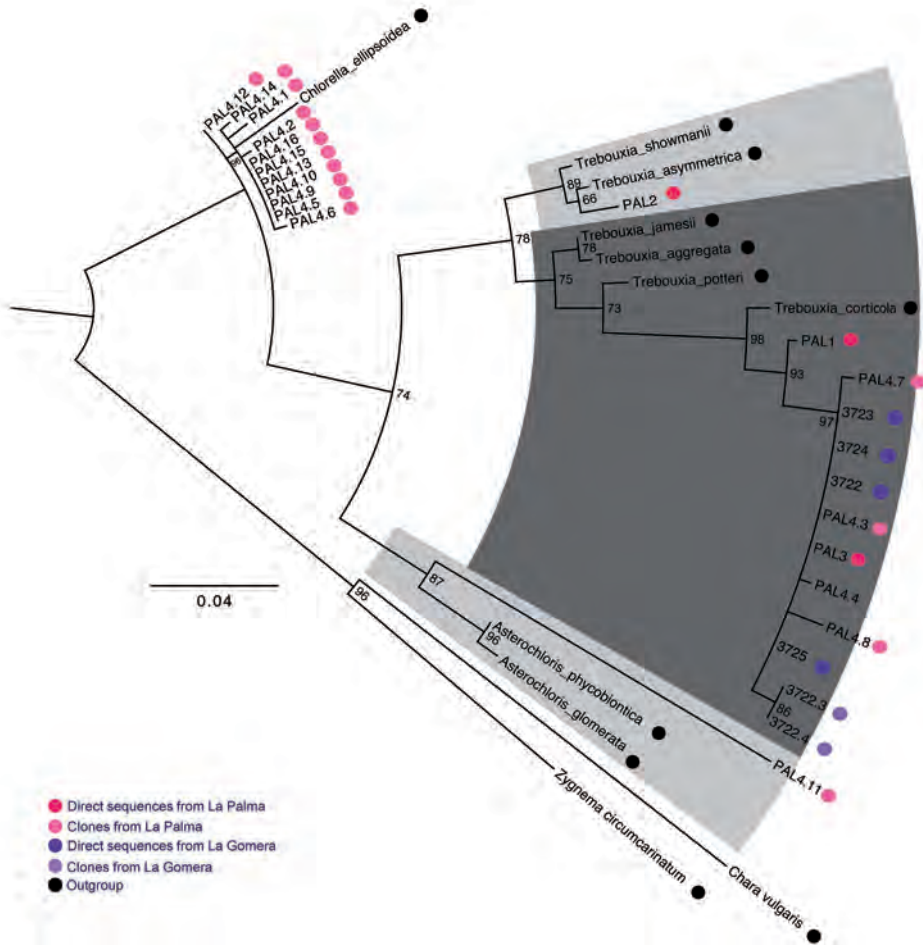 Chlorella_ellipsoidea
PAL4.12
PAL4.14
PAL4.1
96
PAL4.2
PAL4.16
PAL4.15
PAL4.13
PAL4.10
PAL4.9
PAL4.5
PAL4.6
Trebouxia_showmanii
89
Trebouxia_asymmetrica
66
PAL2
78
Trebouxia_jamesii
78
Trebouxia_aggregata
75
Trebouxia_potteri
73
Trebouxia_corticola
98
PAL1
93
PAL4.7
97
3723
74
3724
3722
PAL4.3
PAL3
PAL4.4
PAL4.8
3725
3722.3
86
3722.4
87
96
Asterochloris_phycobiontica
96
Asterochloris_glomerata
PAL4.11
Zygnema circumcarinatum
Chara vulgaris
0.04
Direct sequences from La Palma
Clones from La Palma
Direct sequences from La Gomera
Clones from La Gomera
Outgroup